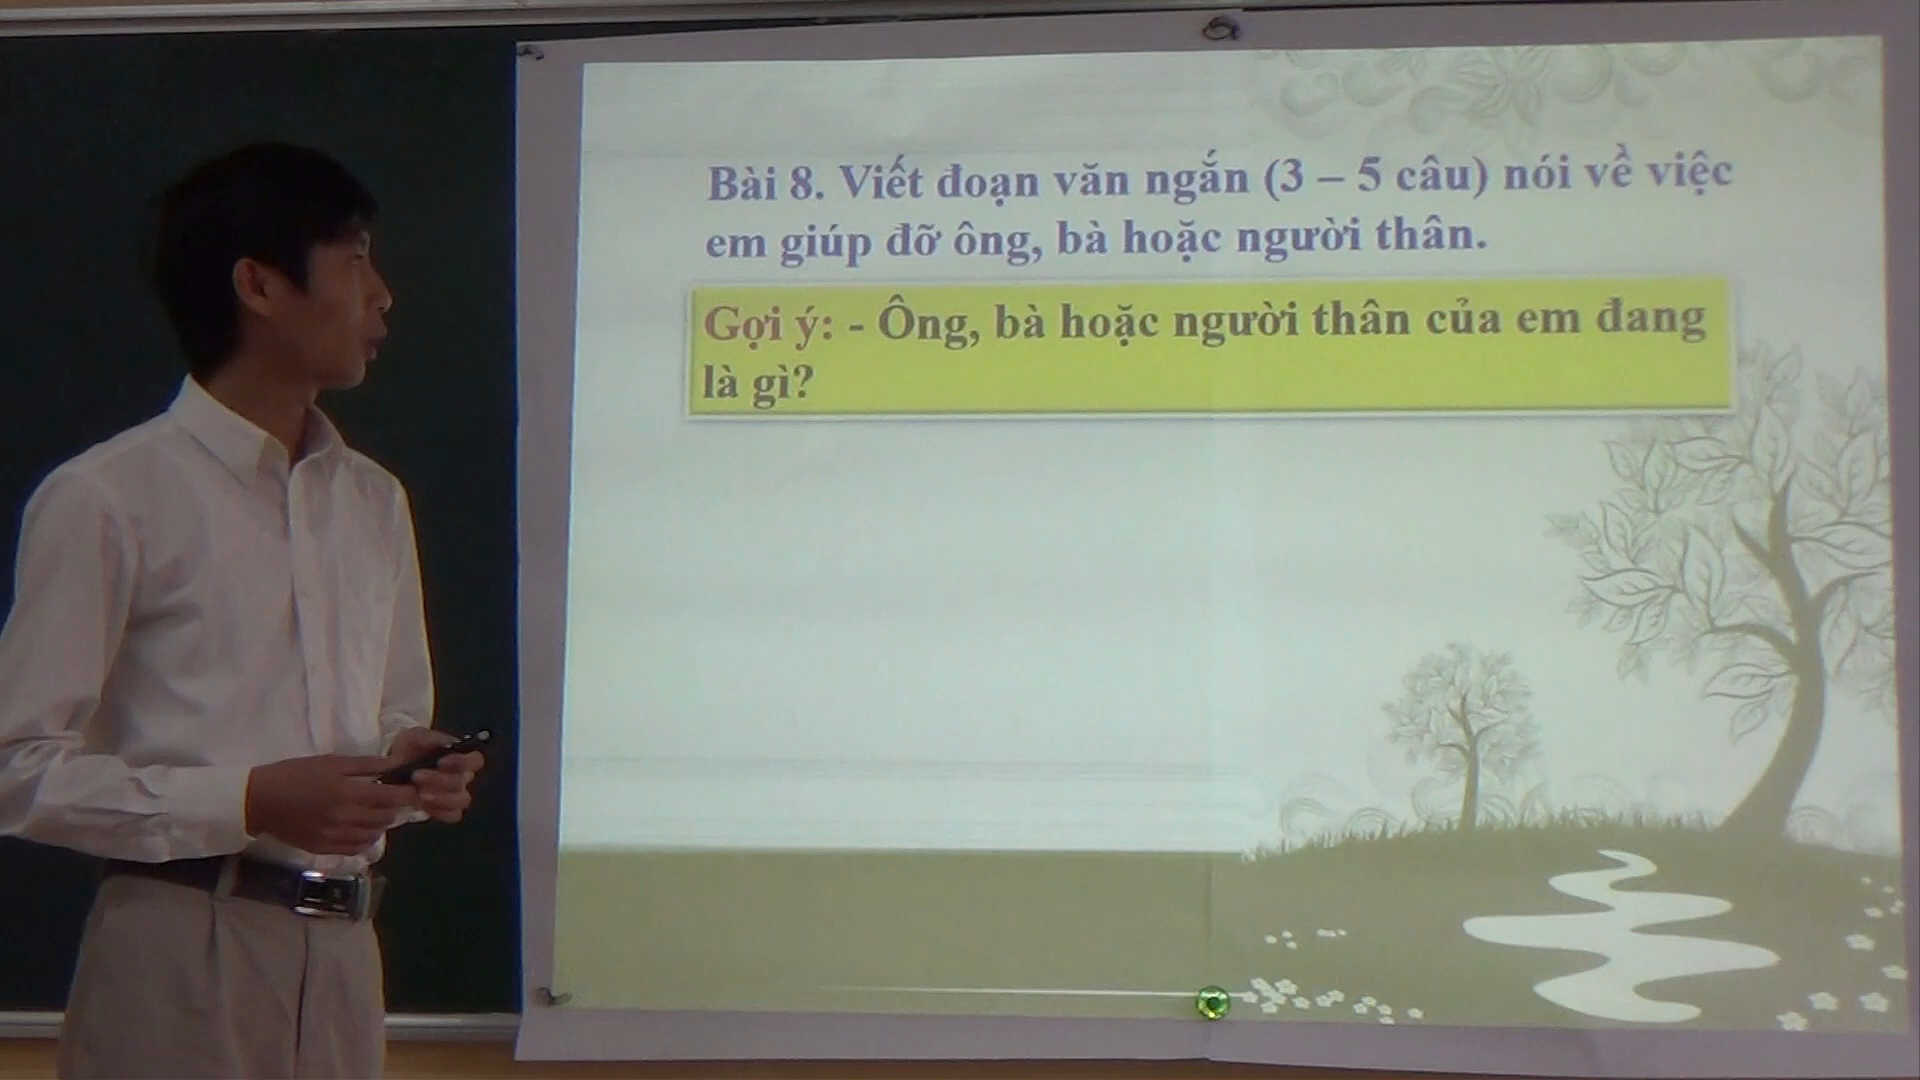 Bài 8. Viết đoạn văn ngắn (3 – 5 câu) nói về việc
em giúp đỡ ông, bà hoặc người thân.
Gợi ý: - Ông, bà hoặc người thân của em đang
là gì?